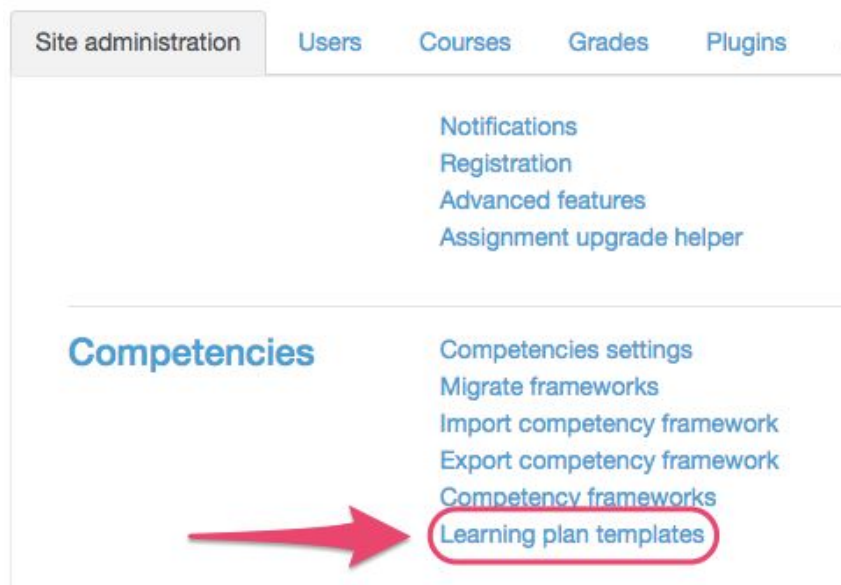 Site administration Users Courses Grades Plugins
Notifications
Registration
Advanced features
Assignment upgrade helper
Competencies
Competencies settings
Migrate frameworks
Import competency framework
Export competency framework
Competency frameworks
Learning plan templates